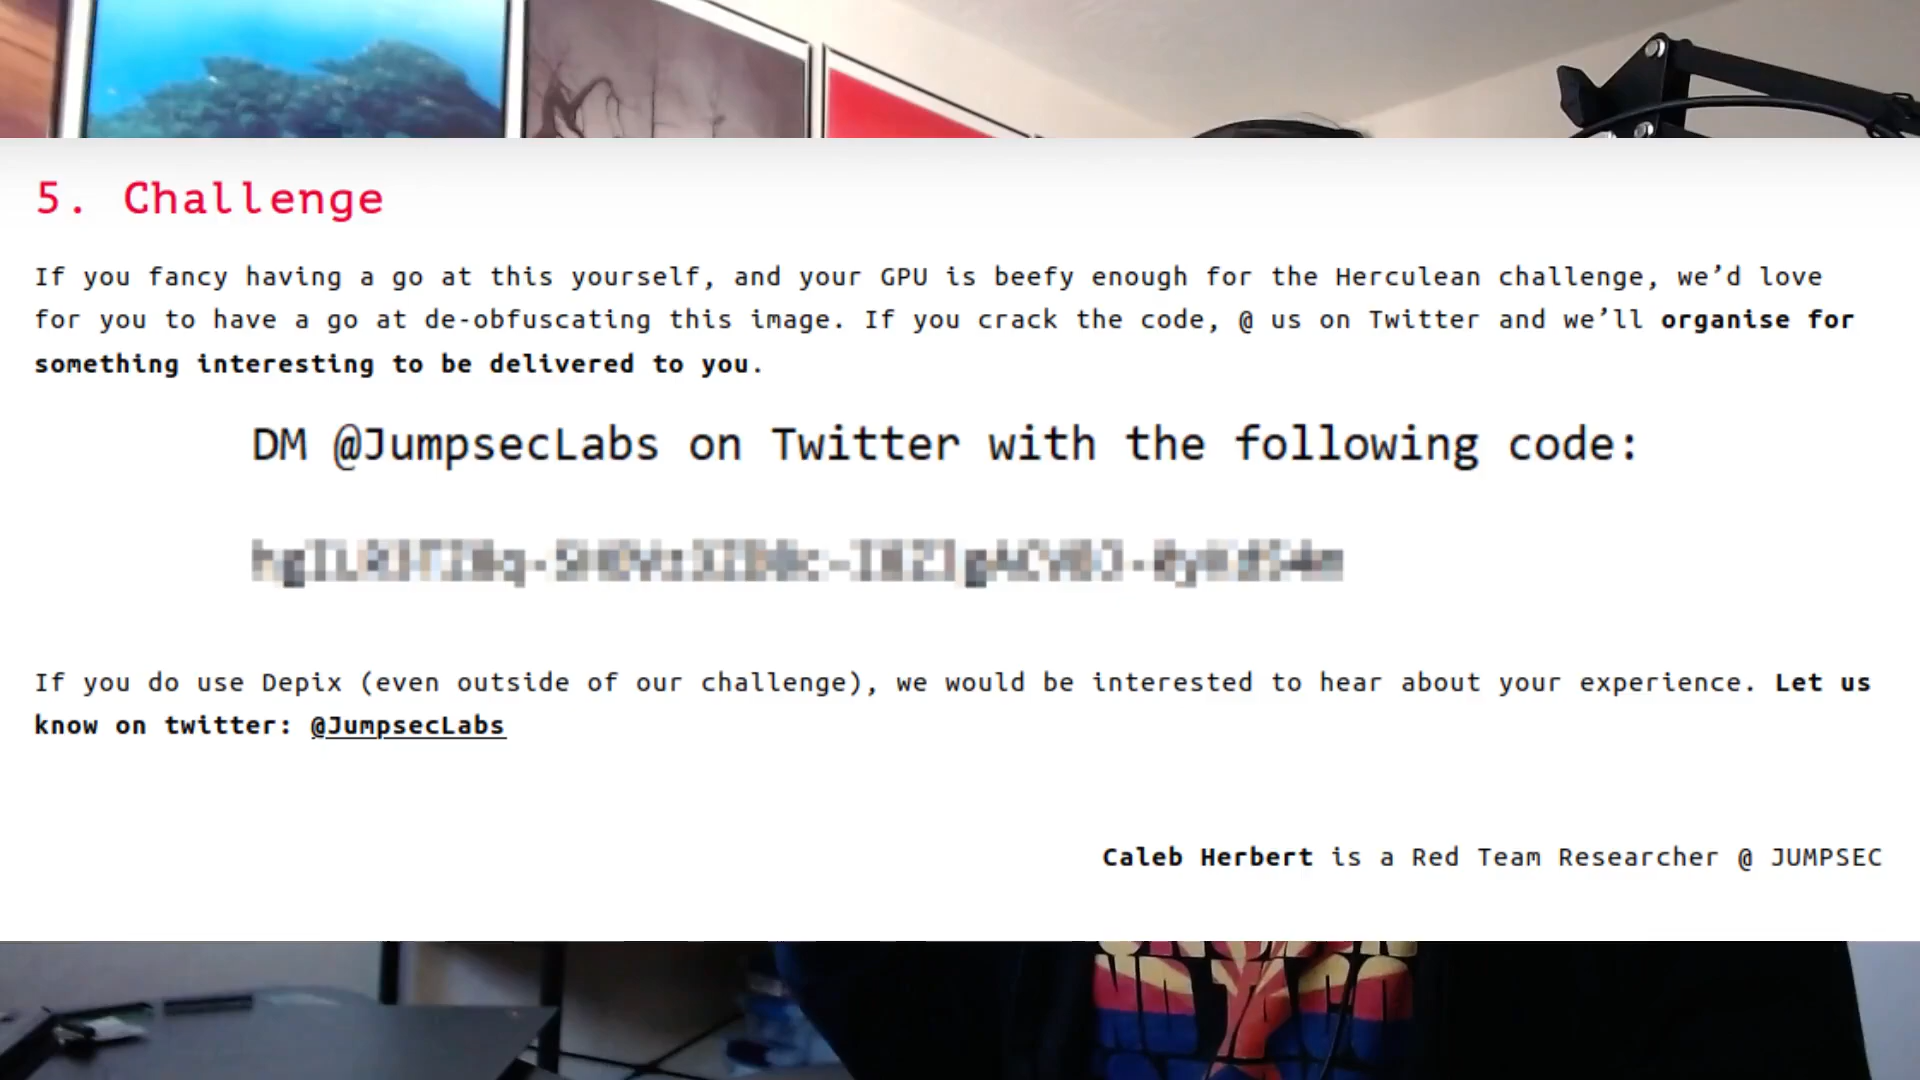 5. Challenge
If you fancy having a go at this yourself, and your GPU is beefy enough for the Herculean challenge, we’d love
for you to have a go at de-obfuscating this image. If you crack the code, @ us on Twitter and we’ll organise for
something interesting to be delivered to you.
DM @JumpsecLabs on Twitter with the following code:
If you do use Depix (even outside of our challenge), we would be interested to hear about your experience. Let us
know on twitter: @JumpsecLabs
Caleb Herbert is a Red Team Researcher @ JUMPSEC